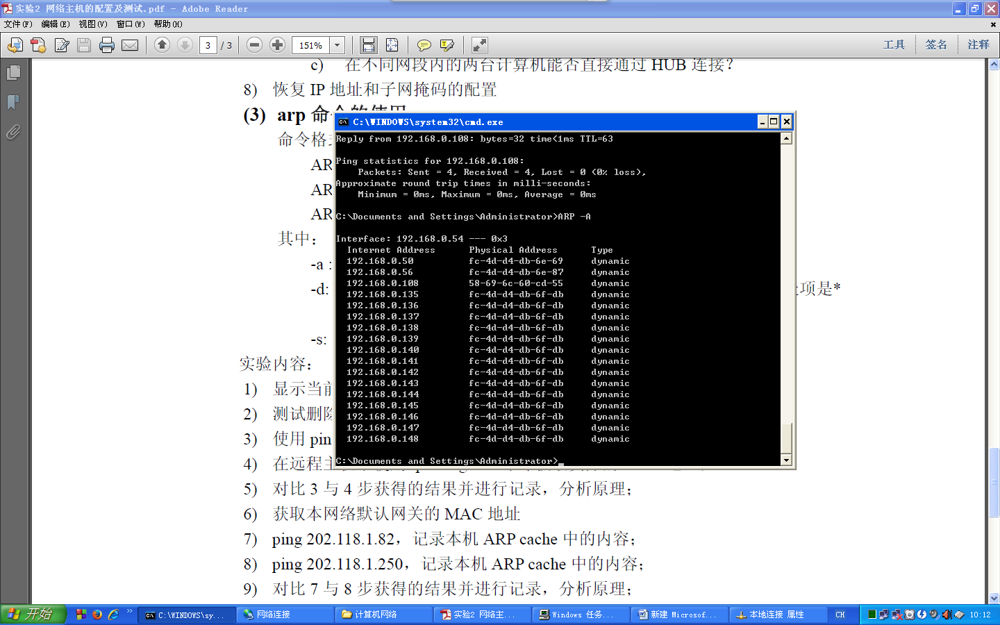 实验2 网络主机的配置及测试.pdf - Adobe Reader
文件(F) 编辑(E) 视图(V) 窗口(W) 帮助(H)
3 / 3 151% 工具 签名 注释
c) 在不同网段内的两台计算机能否直接通过 HUB 连接?
8) 恢复 IP 地址和子网掩码的配置
(3) arp 命令的使用
命令格式
AR
AR
AR
其中：
-a :
-d:
项是*
-s:
实验内容：
1) 显示当前
2) 测试删除
3) 使用 pin
4) 在远程主
5) 对比 3 与 4 步获得的结果并进行记录，分析原理；
6) 获取本网络默认网关的 MAC 地址
7) ping 202.118.1.82，记录本机 ARP cache 中的内容；
8) ping 202.118.1.250，记录本机 ARP cache 中的内容；
9) 对比 7 与 8 步获得的结果并进行记录，分析原理；
C:\WINDOWS\system32\cmd.exe
Reply from 192.168.0.108: bytes=32 time<1ms TTL=63
Ping statistics for 192.168.0.108:
Packets: Sent = 4, Received = 4, Lost = 0 (0% loss),
Approximate round trip times in milli-seconds:
Minimum = 0ms, Maximum = 0ms, Average = 0ms
C:\Documents and Settings\Administrator>ARP -A
Interface: 192.168.0.54 --- 0x3
Internet Address Physical Address Type
192.168.0.50 fc-4d-d4-db-6e-69 dynamic
192.168.0.56 fc-4d-d4-db-6e-87 dynamic
192.168.0.108 58-69-6c-60-cd-55 dynamic
192.168.0.135 fc-4d-d4-db-6f-db dynamic
192.168.0.136 fc-4d-d4-db-6f-db dynamic
192.168.0.137 fc-4d-d4-db-6f-db dynamic
192.168.0.138 fc-4d-d4-db-6f-db dynamic
192.168.0.139 fc-4d-d4-db-6f-db dynamic
192.168.0.140 fc-4d-d4-db-6f-db dynamic
192.168.0.141 fc-4d-d4-db-6f-db dynamic
192.168.0.142 fc-4d-d4-db-6f-db dynamic
192.168.0.143 fc-4d-d4-db-6f-db dynamic
192.168.0.144 fc-4d-d4-db-6f-db dynamic
192.168.0.145 fc-4d-d4-db-6f-db dynamic
192.168.0.146 fc-4d-d4-db-6f-db dynamic
192.168.0.147 fc-4d-d4-db-6f-db dynamic
192.168.0.148 fc-4d-d4-db-6f-db dynamic
C:\Documents and Settings\Administrator>_
开始 C:\WINDOWS\sy... 网络连接 计算机网络 实验2 网络主... Windows 任务... 新建 Microsof... 本地连接 属性 CH 10:12